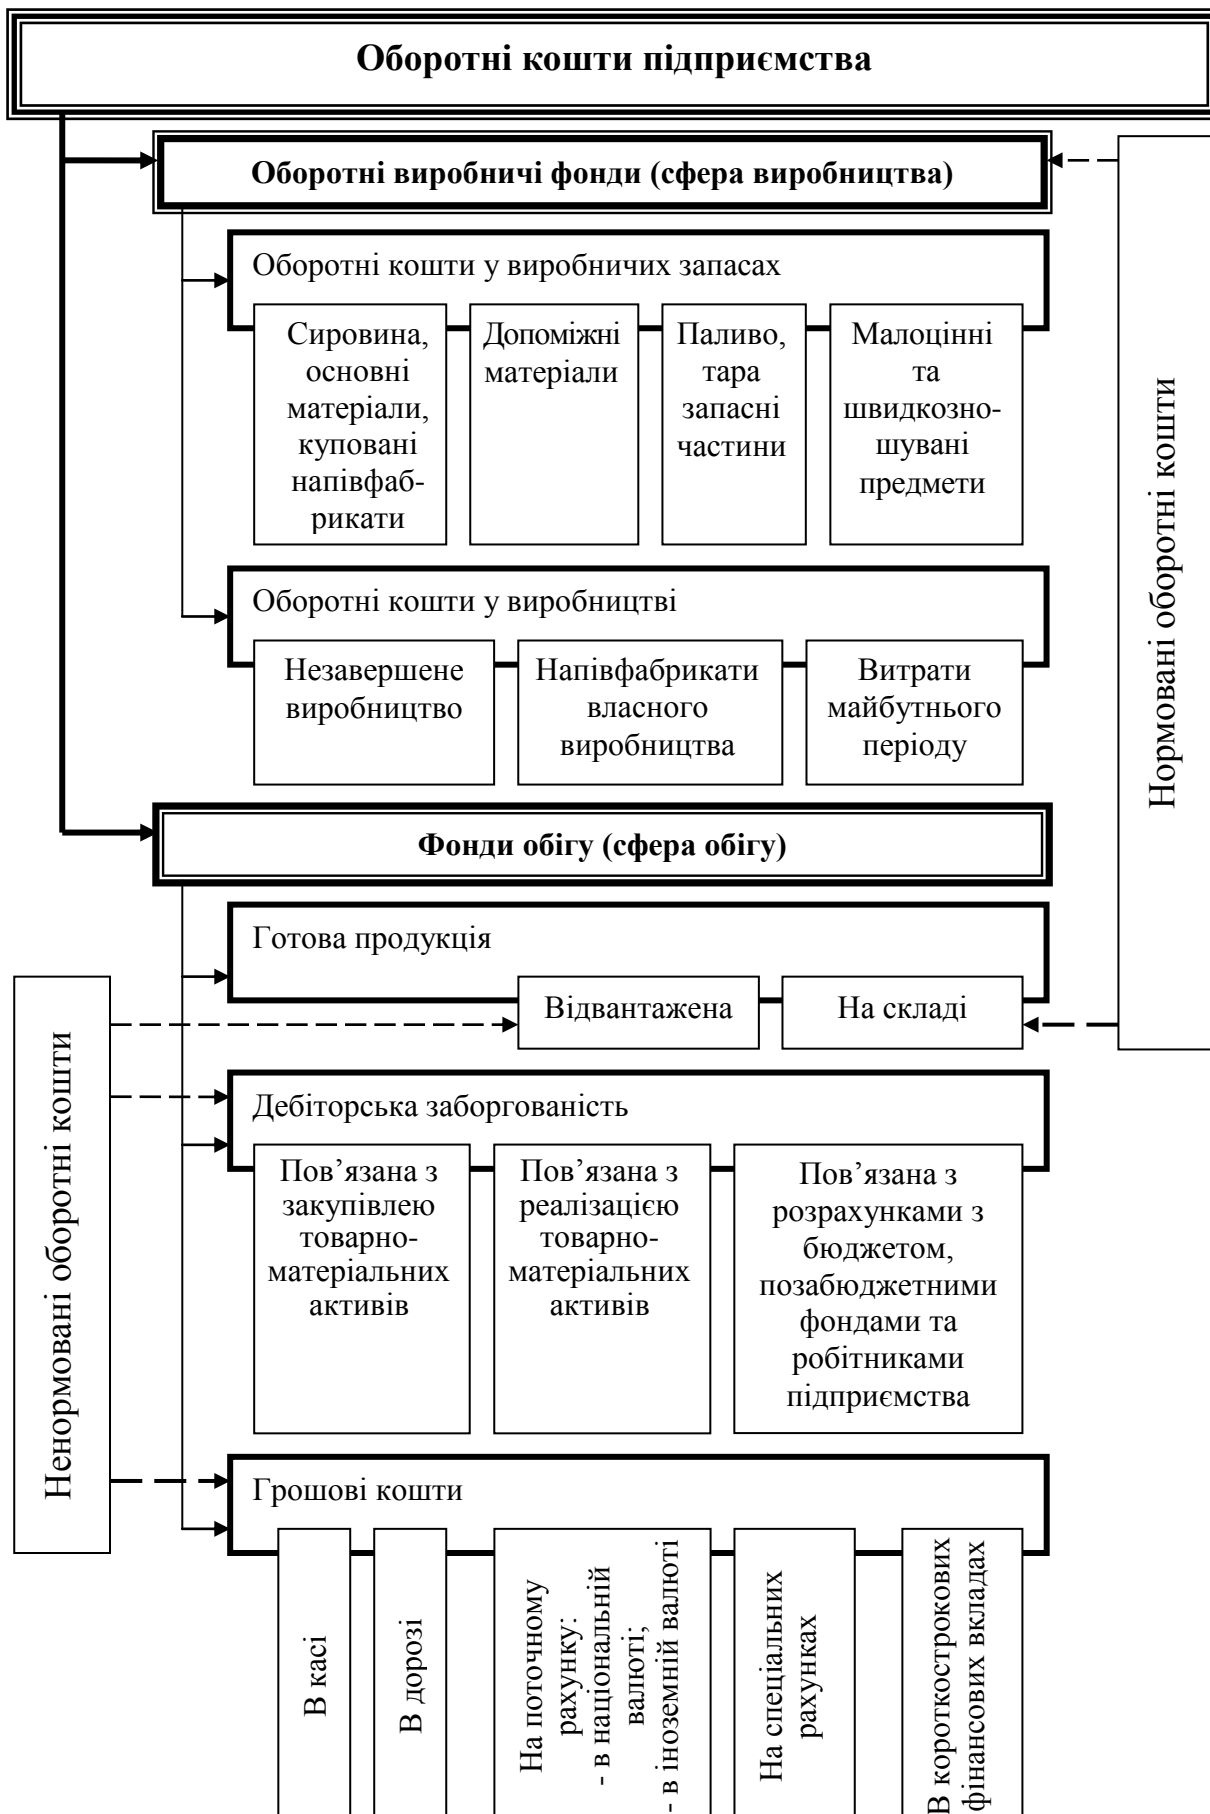 Оборотні кошти підприємства
Оборотні виробничі фонди (сфера виробництва)
Оборотні кошти у виробничих запасах
Сировина,
основні
матеріали,
куповані
напівфаб-
рикати
Допоміжні
матеріали
Паливо,
тара
запасні
частини
Малоцінні
та
швидкозно-
шувані
предмети
Оборотні кошти у виробництві
Незавершене
виробництво
Напівфабрикати
власного
виробництва
Витрати
майбутнього
періоду
Нормовані оборотні кошти
Фонди обігу (сфера обігу)
Готова продукція
Відвантажена
На складі
Ненормовані оборотні кошти
Дебіторська заборгованість
Пов’язана з
закупівлею
товарно-
матеріальних
активів
Пов’язана з
реалізацією
товарно-
матеріальних
активів
Пов’язана з
розрахунками з
бюджетом,
позабюджетними
фондами та
робітниками
підприємства
Грошові кошти
В касі
В дорозі
На поточному
рахунку:
- в національній
валюті;
- в іноземній валюті
На спеціальних
рахунках
В короткострокових
фінансових вкладах